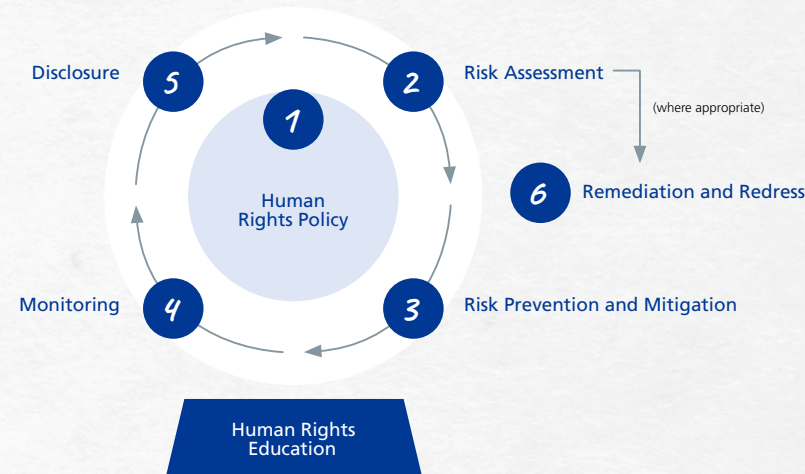 Disclosure
5
2
Risk Assessment
(where appropriate)
1
Human
Rights Policy
6
Remediation and Redress
Monitoring
4
3
Risk Prevention and Mitigation
Human Rights
Education